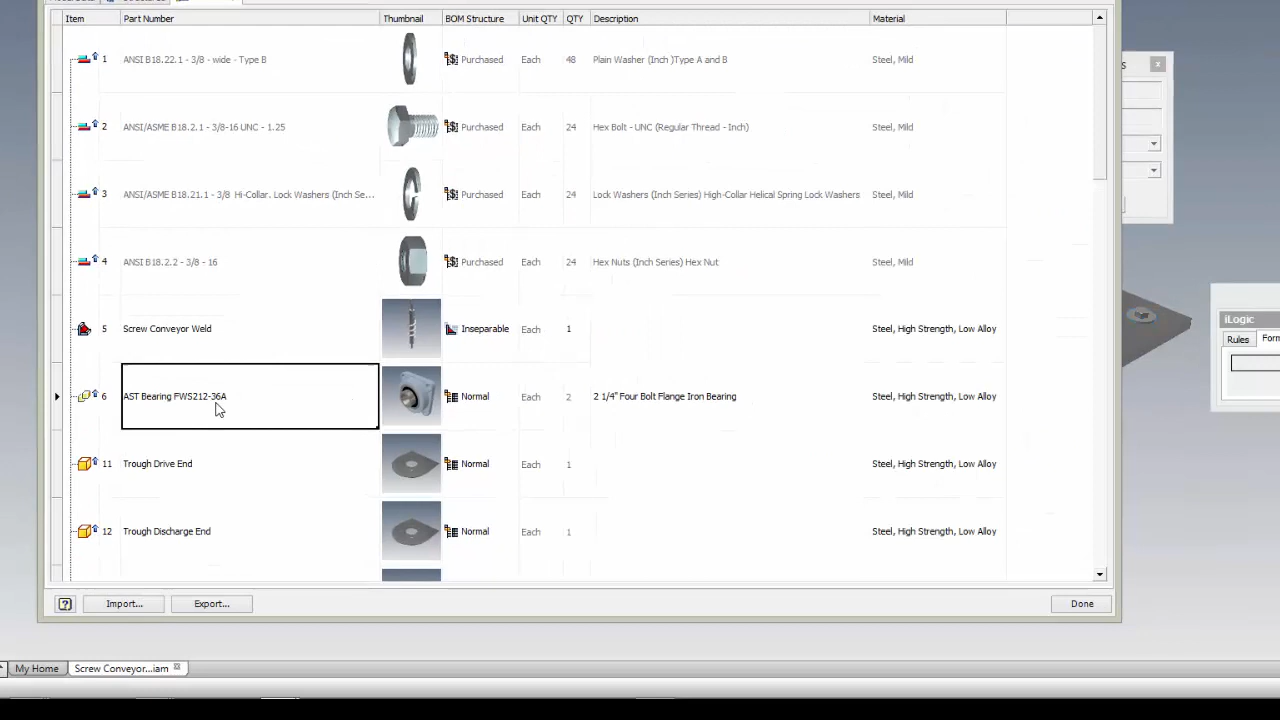 Item Part Number Thumbnail BOM Structure Unit QTY QTY Description Material
1 ANSI B18.22.1 - 3/8 - wide - Type B Purchased Each 48 Plain Washer (Inch )Type A and B Steel, Mild
2 ANSI/ASME B18.2.1 - 3/8-16 UNC - 1.25 Purchased Each 24 Hex Bolt - UNC (Regular Thread - Inch) Steel, Mild
3 ANSI/ASME B18.21.1 - 3/8 Hi-Collar. Lock Washers (Inch Se... Purchased Each 24 Lock Washers (Inch Series) High-Collar Helical Spring Lock Washers Steel, Mild
4 ANSI B18.2.2 - 3/8 - 16 Purchased Each 24 Hex Nuts (Inch Series) Hex Nut Steel, Mild
5 Screw Conveyor Weld Inseparable Each 1 Steel, High Strength, Low Alloy
6 AST Bearing FWS212-36A Normal Each 2 2 1/4" Four Bolt Flange Iron Bearing Steel, High Strength, Low Alloy
11 Trough Drive End Normal Each 1 Steel, High Strength, Low Alloy
12 Trough Discharge End Normal Each 1 Steel, High Strength, Low Alloy
Import... Export... Done
iLogic
Rules Form
My Home Screw Conveyor...iam